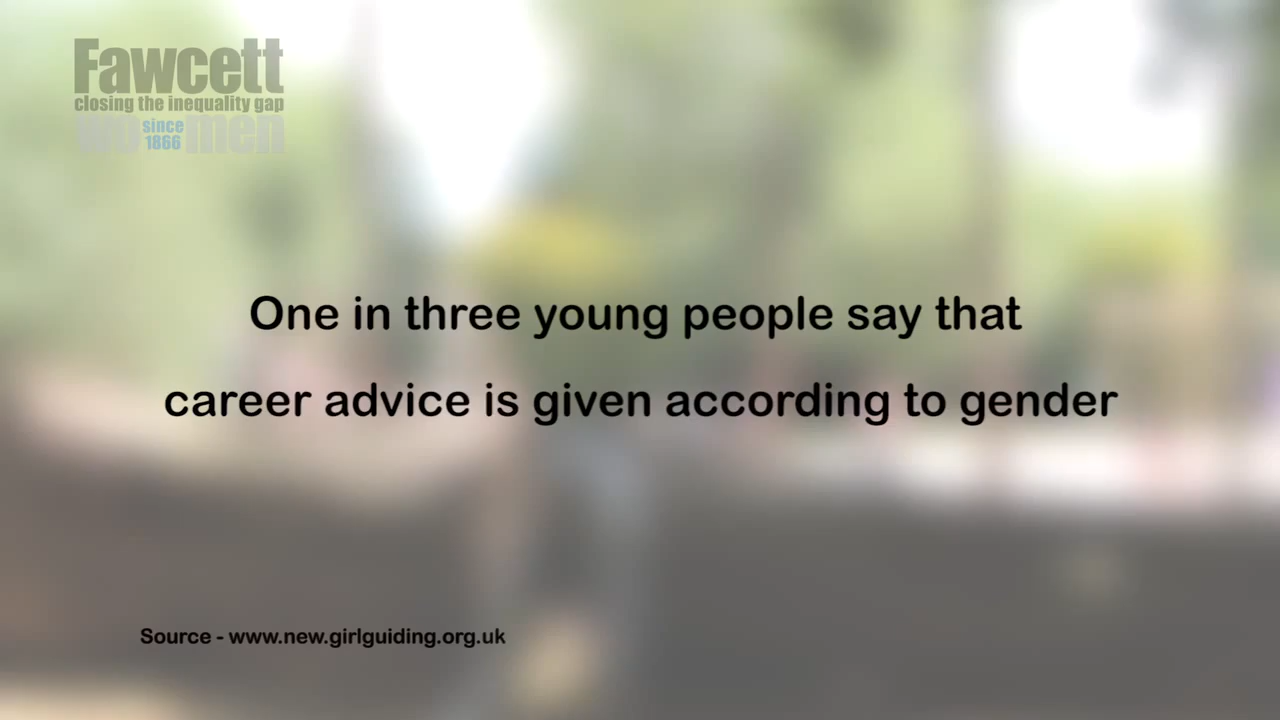 Fawcett
closing the inequality gap
women
since
1866
One in three young people say that
career advice is given according to gender
Source - www.new.girlguiding.org.uk